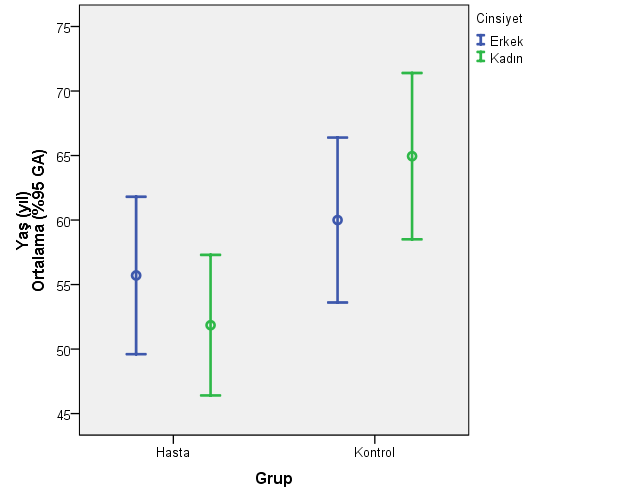 Cinsiyet
Erkek
Kadın
Yaş (yıl)
Ortalama (%95 GA)
75
70
65
60
55
50
45
Hasta
Kontrol
Grup